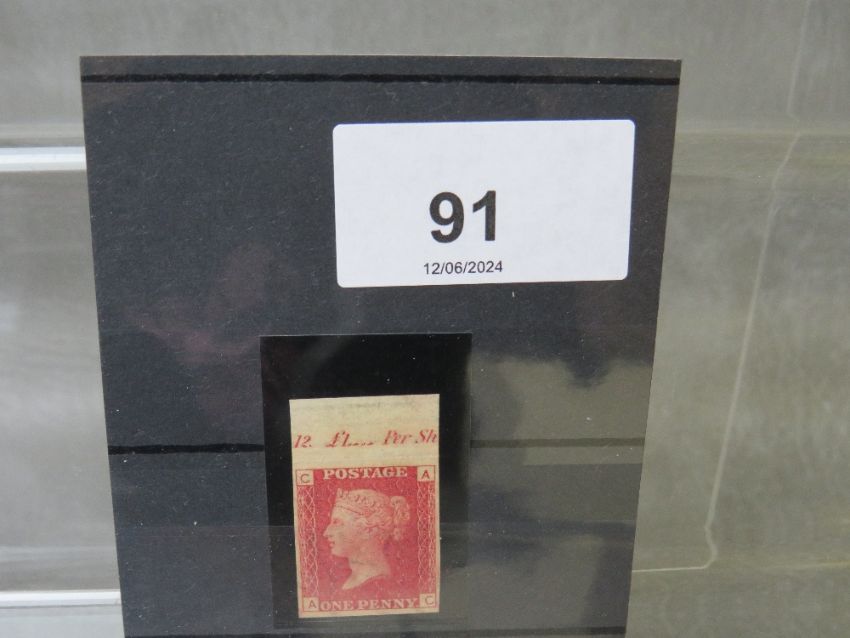 91
12/06/2024
12. £1... Per Sh
C POSTAGE A
A ONE PENNY C